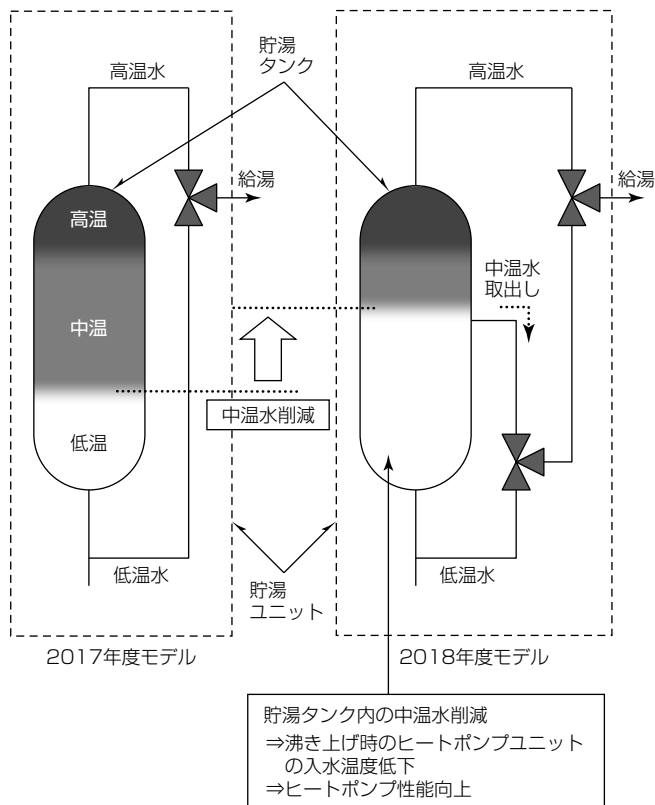 貯湯
タンク
高温水
高温水
給湯
給湯
高温
中温水
取出し
中温
中温水削減
低温
低温水
低温水
貯湯
ユニット
2017年度モデル
2018年度モデル
貯湯タンク内の中温水削減
⇒沸き上げ時のヒートポンプユニット
の入水温度低下
⇒ヒートポンプ性能向上